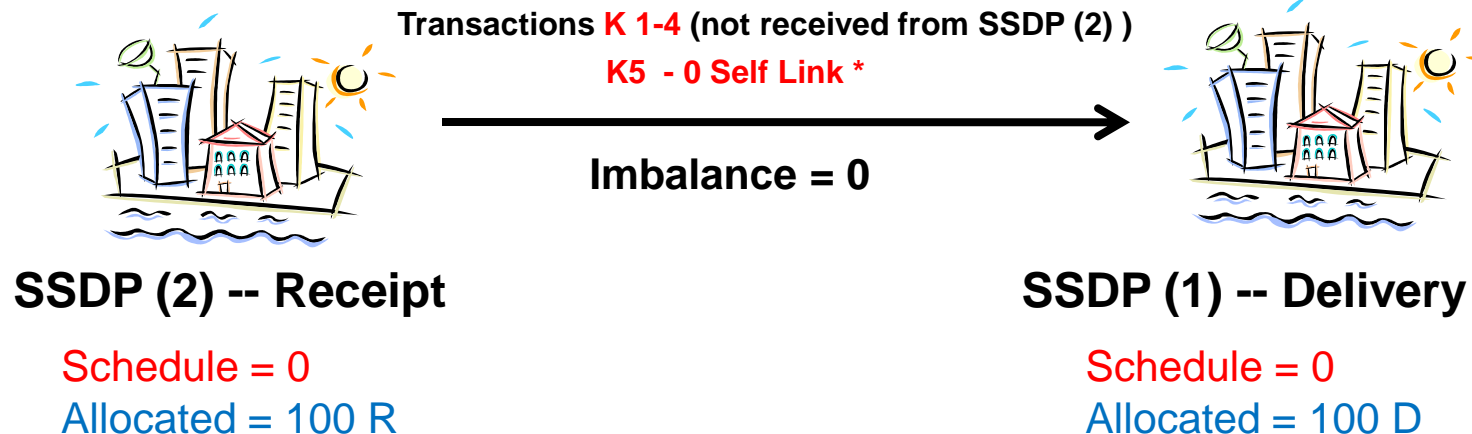 Transactions K 1-4 (not received from SSDP (2) )
K5 - 0 Self Link *
Imbalance = 0
SSDP (2) -- Receipt
SSDP (1) -- Delivery
Schedule = 0
Schedule = 0
Allocated = 100 R
Allocated = 100 D